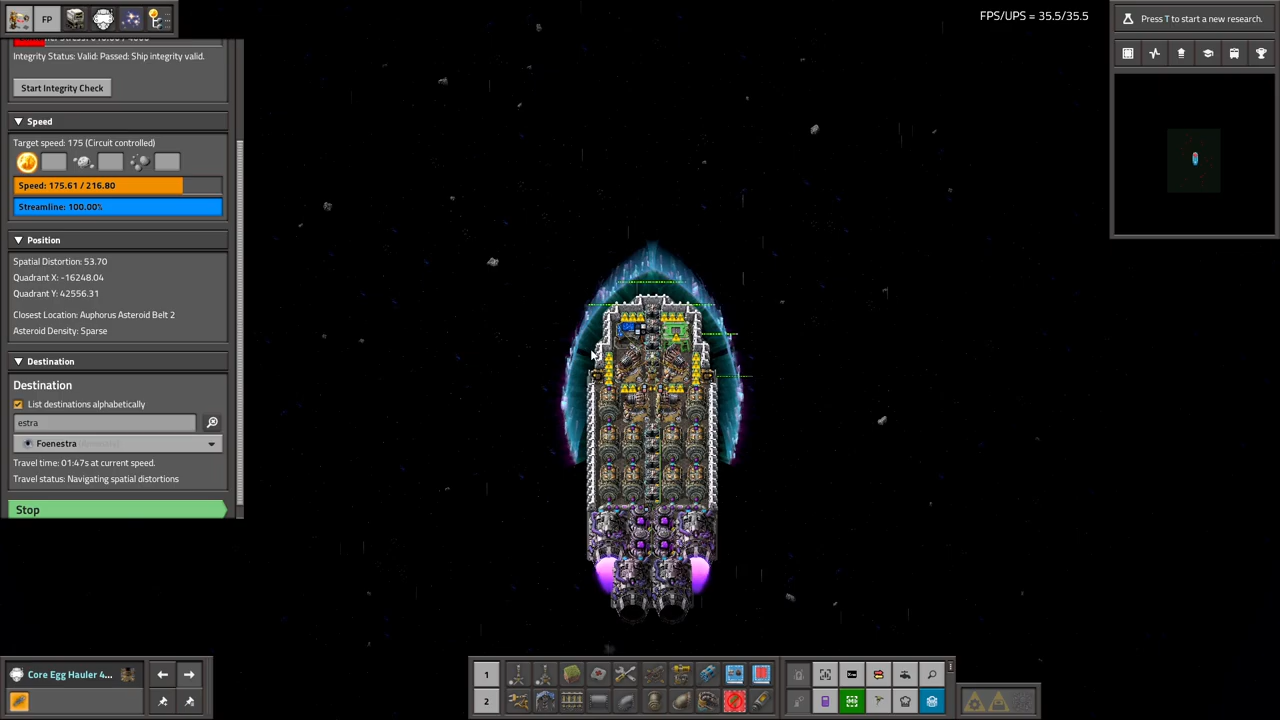 FP
FPS/UPS = 35.5/35.5
Press T to start a new research.
Integrity Status: Valid: Passed: Ship integrity valid.
Start Integrity Check
Speed
Target speed: 175 (Circuit controlled)
Speed: 175.61 / 216.80
Streamline: 100.00%
Position
Spatial Distortion: 53.70
Quadrant X: -16248.04
Quadrant Y: 42556.31
Closest Location: Auphorus Asteroid Belt 2
Asteroid Density: Sparse
Destination
Destination
List destinations alphabetically
estra
Foenestra
Travel time: 01:47s at current speed.
Travel status: Navigating spatial distortions
Stop
Core Egg Hauler 4...
1
2